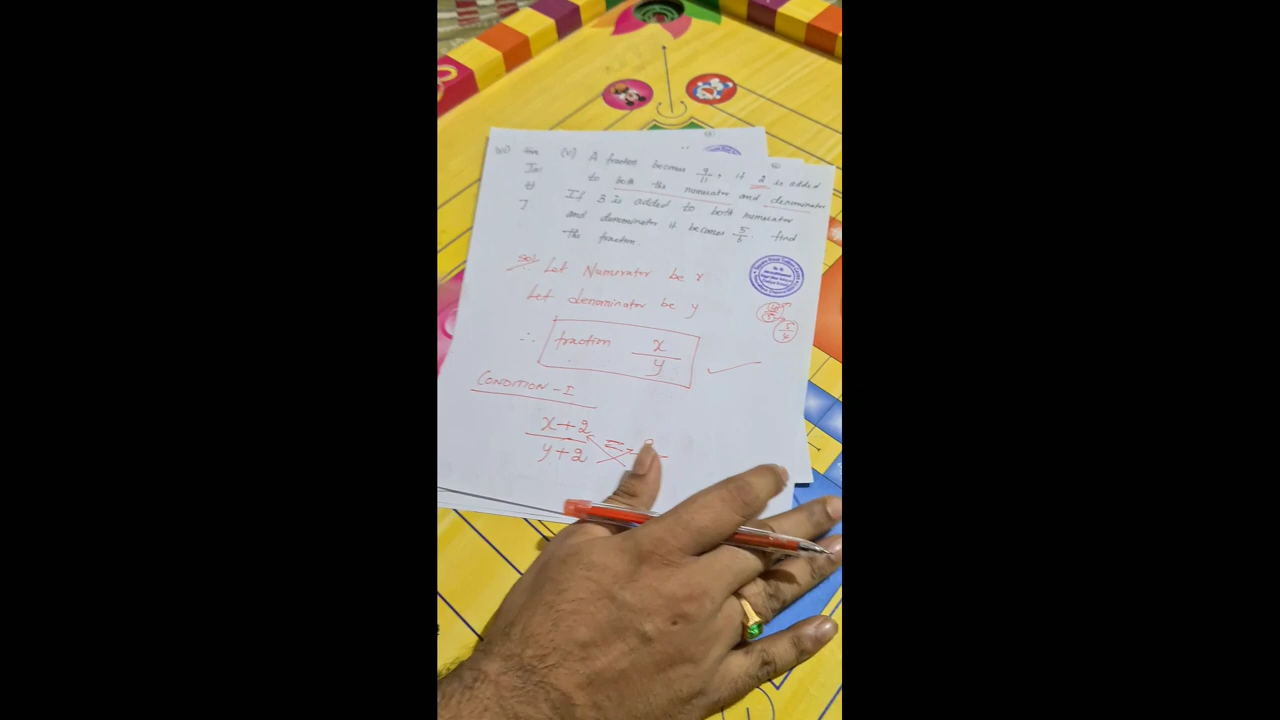 (v) A fraction becomes 9/11, if 2 is added
to both the numerator and denominator
If 3 is added to both numerator
and denominator it becomes 5/6. find
the fraction.
Sol: Let Numerator be x
Let denominator be y
∴ fraction x/y
CONDITION - I
x+2
y+2 =
5/4